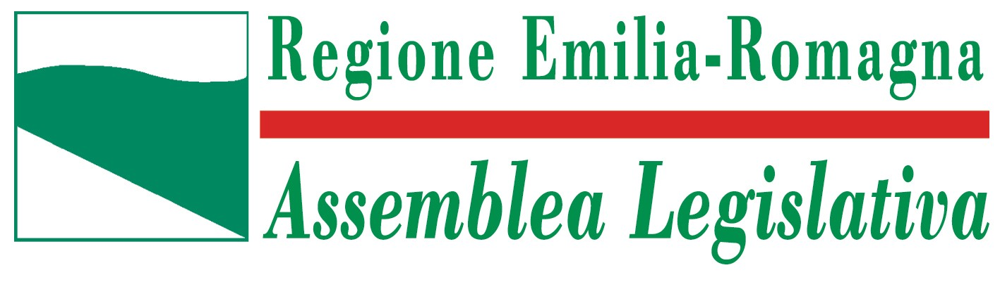 Regione Emilia-Romagna
Assemblea Legislativa